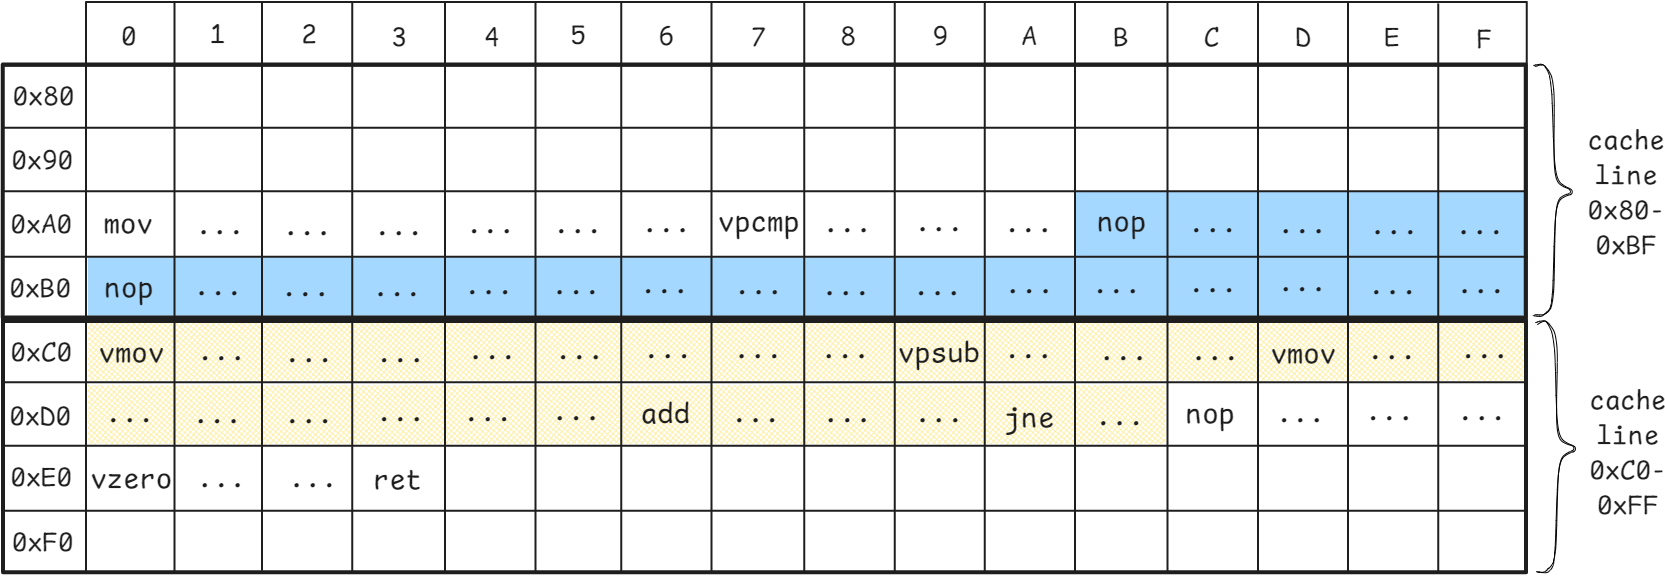 0 1 2 3 4 5 6 7 8 9 A B C D E F
0x80
0x90
0xA0 mov ... ... ... ... ... ... vpcmp ... ... ... nop ... ... ... ...
0xB0 nop ... ... ... ... ... ... ... ... ... ... ... ... ... ... ...
cache
line
0x80-
0xBF
0xC0 vmov ... ... ... ... ... ... ... ... vpsub ... ... ... vmov ... ...
0xD0 ... ... ... ... ... ... add ... ... ... jne ... nop ... ... ...
0xE0 vzero ... ... ret
0xF0
cache
line
0xC0-
0xFF